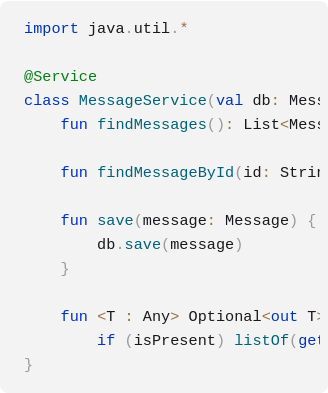 import java.util.*
@Service
class MessageService(val db: Mess
fun findMessages(): List<Mess
fun findMessageById(id: Strin
fun save(message: Message) {
db.save(message)
}
fun <T : Any> Optional<out T>
if (isPresent) listOf(get
}